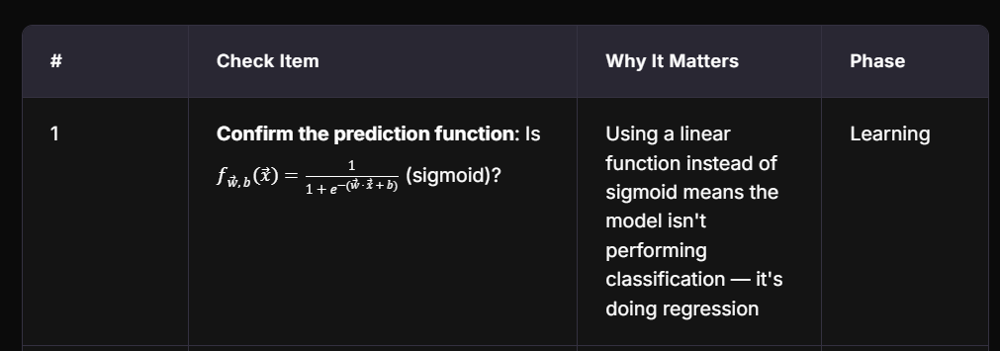 # Check Item Why It Matters Phase
1
Confirm the prediction function: Is
f_{\vec{w}, b}(\vec{x}) = \frac{1}{1 + e^{-(\vec{w} \cdot \vec{x} + b)}} (sigmoid)?
Using a linear
function instead of
sigmoid means the
model isn't
performing
classification — it's
doing regression
Learning